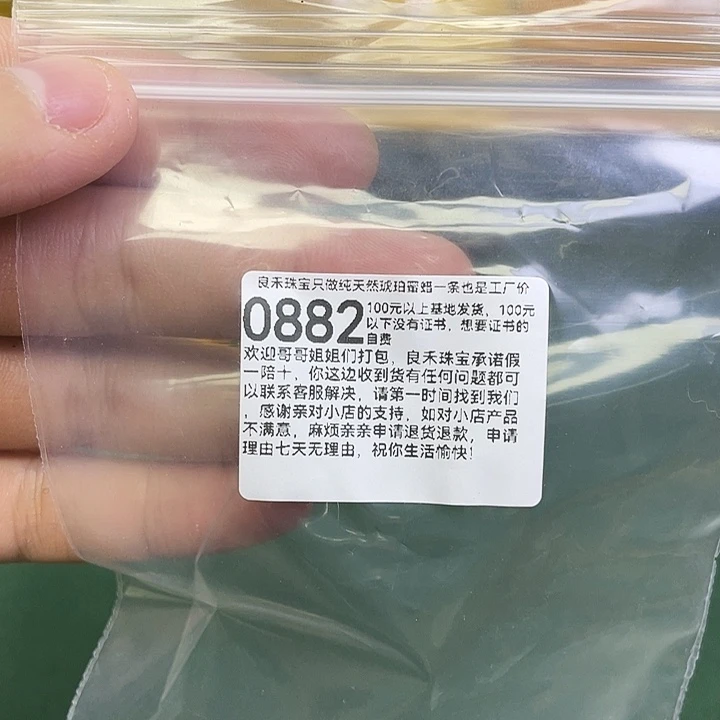 良禾珠宝只做纯天然琥珀蜜蜡一条也是工厂价
0882
100元以上基地发货，100元
以下没有证书，想要证书的
自费
欢迎哥哥姐姐们打包，良禾珠宝承诺假
一陪十，你这边收到货有任何问题都可
以联系客服解决，请第一时间找到我们
，感谢亲对小店的支持，如对小店产品
不满意，麻烦亲亲申请退货退款，申请
理由七天无理由，祝你生活愉快！